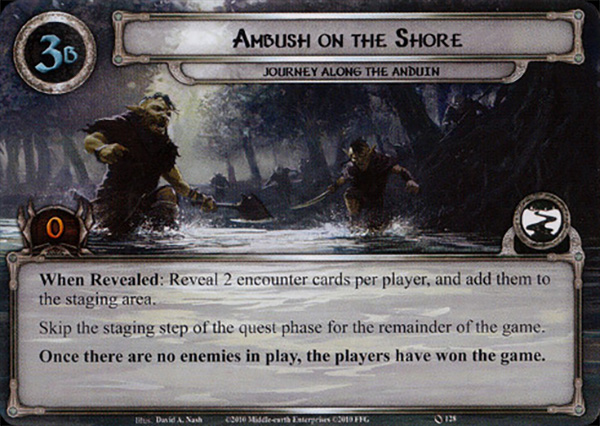 3B
AMBUSH ON THE SHORE
JOURNEY ALONG THE ANDUIN
0
When Revealed: Reveal 2 encounter cards per player, and add them to
the staging area.
Skip the staging step of the quest phase for the remainder of the game.
Once there are no enemies in play, the players have won the game.
Illus. David A. Nash ©2010 Middle-earth Enterprises ©2010 FFG 128